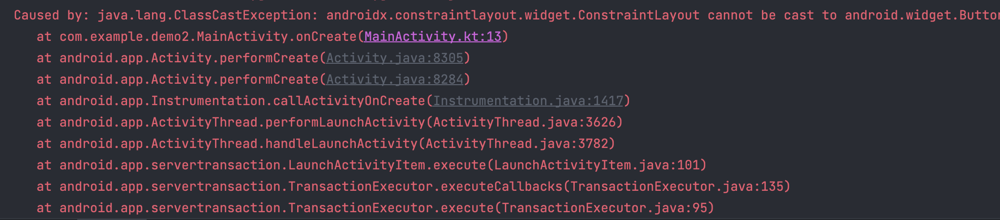 Caused by: java.lang.ClassCastException: androidx.constraintlayout.widget.ConstraintLayout cannot be cast to android.widget.Button
at com.example.demo2.MainActivity.onCreate(MainActivity.kt:13)
at android.app.Activity.performCreate(Activity.java:8305)
at android.app.Activity.performCreate(Activity.java:8284)
at android.app.Instrumentation.callActivityOnCreate(Instrumentation.java:1417)
at android.app.ActivityThread.performLaunchActivity(ActivityThread.java:3626)
at android.app.ActivityThread.handleLaunchActivity(ActivityThread.java:3782)
at android.app.servertransaction.LaunchActivityItem.execute(LaunchActivityItem.java:101)
at android.app.servertransaction.TransactionExecutor.executeCallbacks(TransactionExecutor.java:135)
at android.app.servertransaction.TransactionExecutor.execute(TransactionExecutor.java:95)